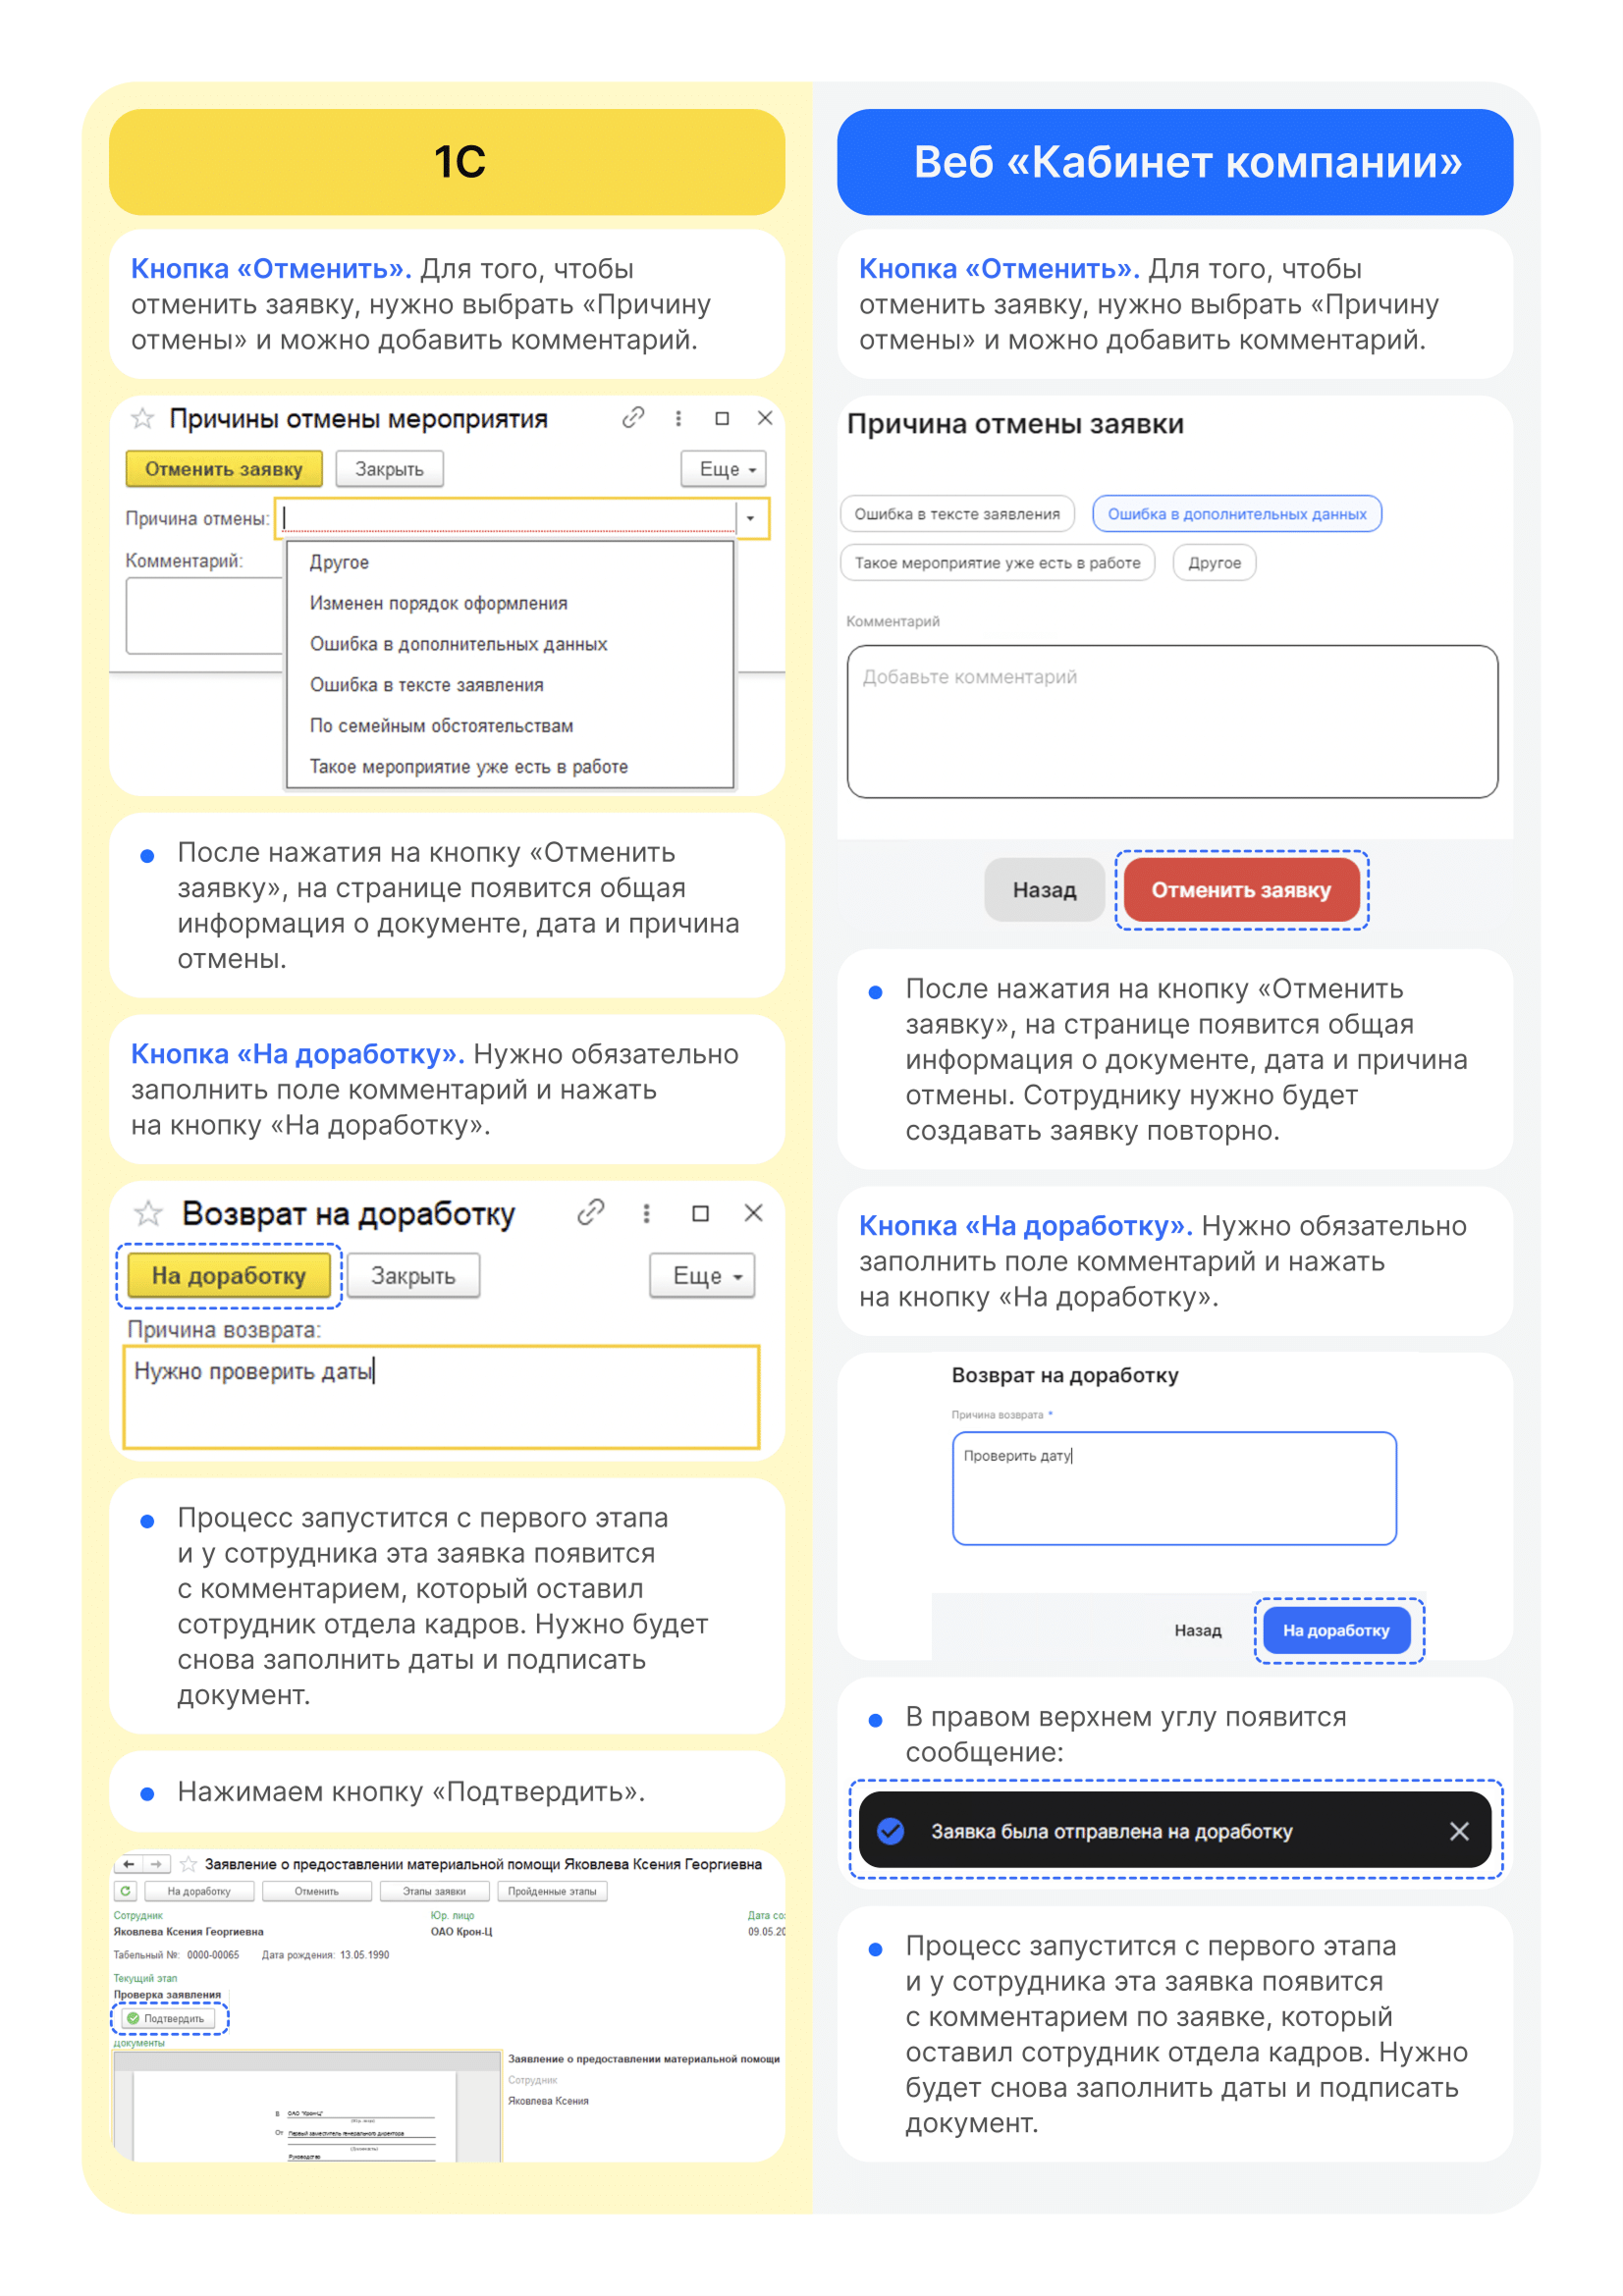 1С
Кнопка «Отменить». Для того, чтобы
отменить заявку, нужно выбрать «Причину
отмены» и можно добавить комментарий.
Причины отмены мероприятия
Отменить заявку
Закрыть
Еще
Причина отмены:
Комментарий:
Другое
Изменен порядок оформления
Ошибка в дополнительных данных
Ошибка в тексте заявления
По семейным обстоятельствам
Такое мероприятие уже есть в работе
После нажатия на кнопку «Отменить
заявку», на странице появится общая
информация о документе, дата и причина
отмены.
Кнопка «На доработку». Нужно обязательно
заполнить поле комментарий и нажать
на кнопку «На доработку».
Возврат на доработку
На доработку
Закрыть
Еще
Причина возврата:
Нужно проверить даты
Процесс запустится с первого этапа
и у сотрудника эта заявка появится
с комментарием, который оставил
сотрудник отдела кадров. Нужно будет
снова заполнить даты и подписать
документ.
Нажимаем кнопку «Подтвердить».
Заявление о предоставлении материальной помощи Яковлева Ксения Георгиевна
На доработку
Отменить
Этапы заявки
Пройденные этапы
Сотрудник
Юр. лицо
Дата соз
Яковлева Ксения Георгиевна
ОАО Крон-Ц
09.05.20
Табельный №: 0000-00065
Дата рождения: 13.05.1990
Текущий этап
Проверка заявления
Подтвердить
Документы
Заявление о предоставлении материальной помощи
Сотрудник
Яковлева Ксения
В ОАО "Крон-Ц"
От Первый заместитель генерального директора
Руководство
Веб «Кабинет компании»
Кнопка «Отменить». Для того, чтобы
отменить заявку, нужно выбрать «Причину
отмены» и можно добавить комментарий.
Причина отмены заявки
Ошибка в тексте заявления
Ошибка в дополнительных данных
Такое мероприятие уже есть в работе
Другое
Комментарий
Добавьте комментарий
Назад
Отменить заявку
После нажатия на кнопку «Отменить
заявку», на странице появится общая
информация о документе, дата и причина
отмены. Сотруднику нужно будет
создавать заявку повторно.
Кнопка «На доработку». Нужно обязательно
заполнить поле комментарий и нажать
на кнопку «На доработку».
Возврат на доработку
Причина возврата *
Проверить дату
Назад
На доработку
В правом верхнем углу появится
сообщение:
Заявка была отправлена на доработку
Процесс запустится с первого этапа
и у сотрудника эта заявка появится
с комментарием по заявке, который
оставил сотрудник отдела кадров. Нужно
будет снова заполнить даты и подписать
документ.